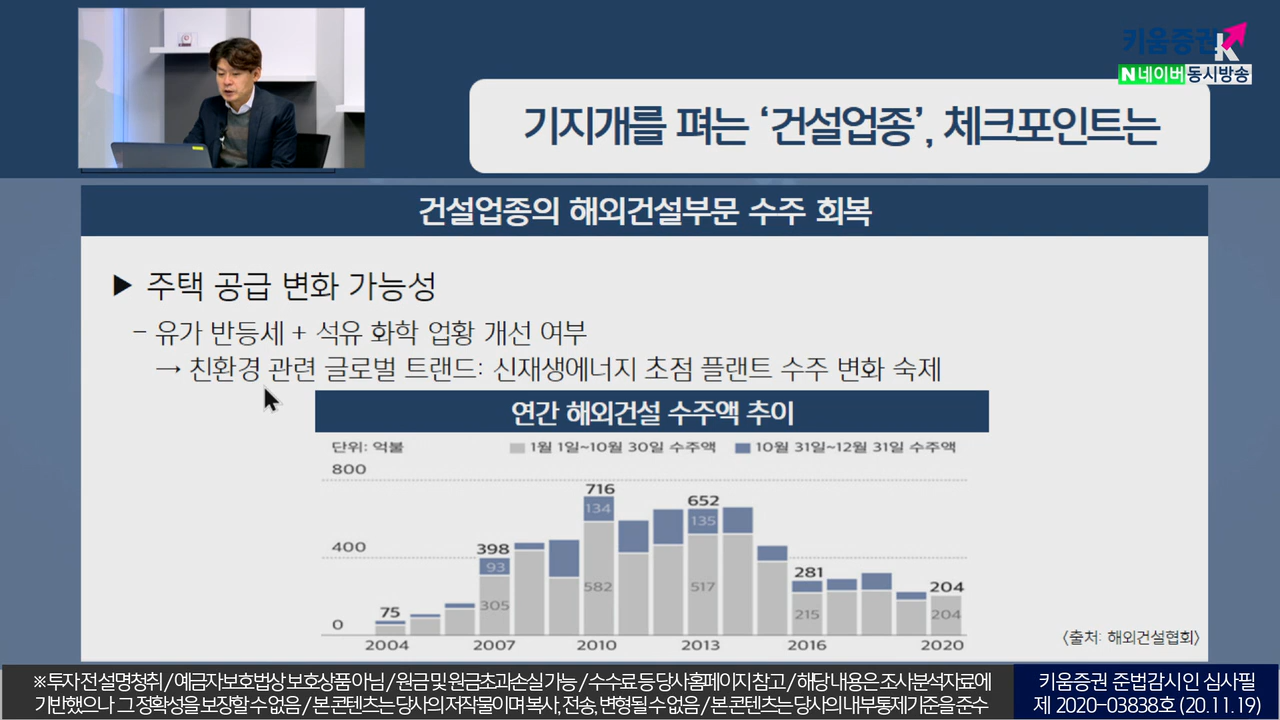 키움증권
N 네이버 동시방송
기지개를 펴는 ‘건설업종’, 체크포인트는
건설업종의 해외건설부문 수주 회복
▶ 주택 공급 변화 가능성
- 유가 반등세 + 석유 화학 업황 개선 여부
→ 친환경 관련 글로벌 트랜드: 신재생에너지 초점 플랜트 수주 변화 숙제
연간 해외건설 수주액 추이
단위: 억불 1월 1일~10월 30일 수주액 10월 31일~12월 31일 수주액
800
716
134
652
135
400
398
93
582
517
281
204
305
215
204
75
0
2004 2007 2010 2013 2016 2020
<출처: 해외건설협회>
※ 투자 전 설명청취 / 예금자보호법상 보호상품 아님 / 원금 및 원금초과손실 가능 / 수수료 등 당사홈페이지 참고 / 해당 내용은 조사분석자료에
기반했으나 그 정확성을 보장할 수 없음 / 본 콘텐츠는 당사의 저작물이며 복사, 전송, 변형될 수 없음 / 본 콘텐츠는 당사의 내부통제기준을 준수
키움증권 준법감시인 심사필
제 2020-03838호 (20.11.19)